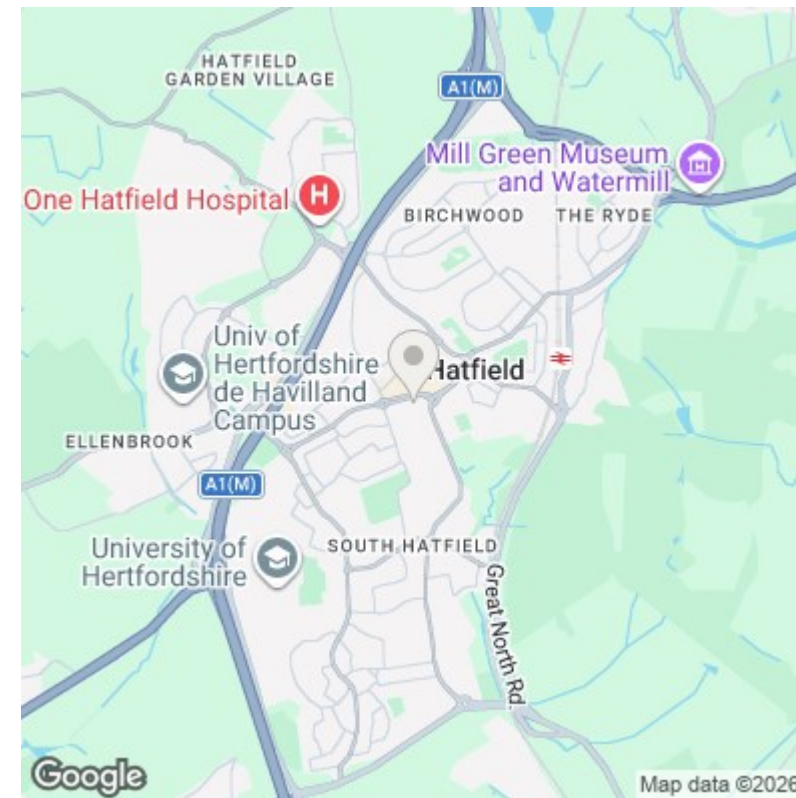 HATFIELD
GARDEN VILLAGE
A1(M)
Mill Green Museum
and Watermill
One Hatfield Hospital
H
BIRCHWOOD
THE RYDE
Univ of
Hertfordshire
de Havilland
Campus
Hatfield
ELLENBROOK
A1(M)
University of
Hertfordshire
SOUTH HATFIELD
Great North Rd
Google
Map data ©2026